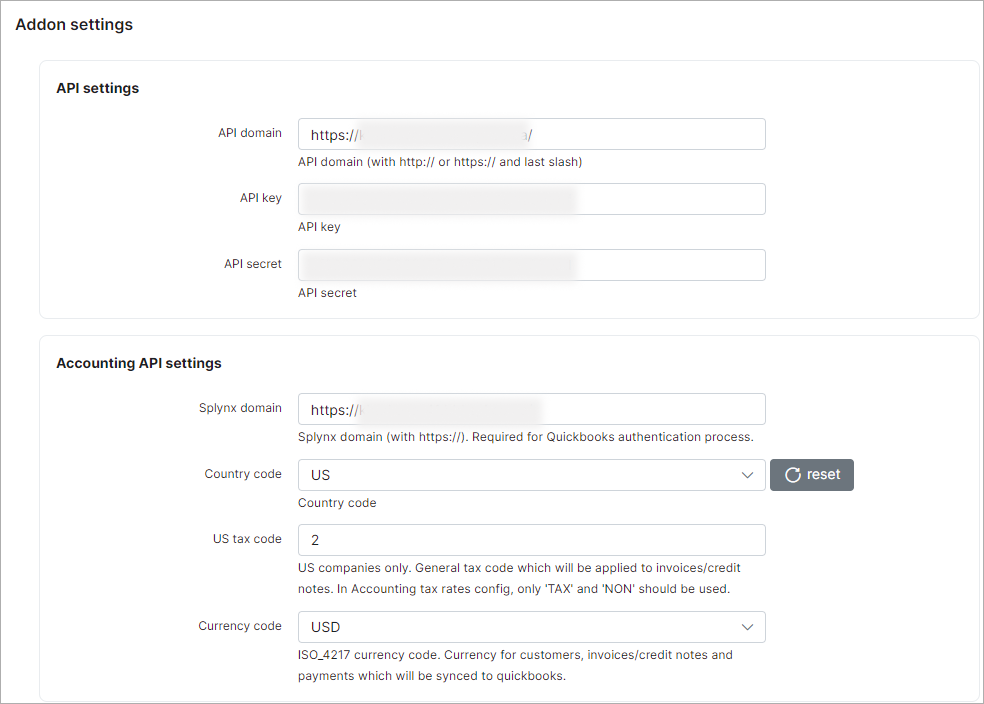 Addon settings
API settings
API domain
https:// /
API domain (with http:// or https:// and last slash)
API key
API key
API secret
API secret
Accounting API settings
Splynx domain
https://
Splynx domain (with https://). Required for Quickbooks authentication process.
Country code
US
reset
Country code
US tax code
2
US companies only. General tax code which will be applied to invoices/credit
notes. In Accounting tax rates config, only 'TAX' and 'NON' should be used.
Currency code
USD
ISO_4217 currency code. Currency for customers, invoices/credit notes and
payments which will be synced to quickbooks.